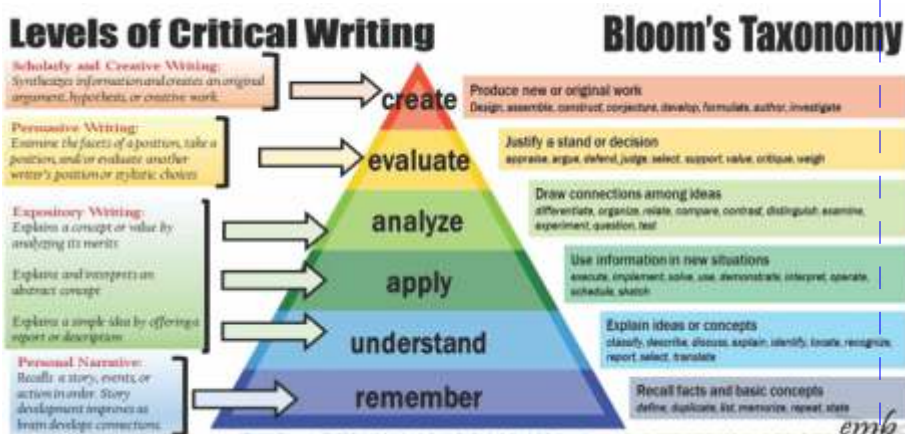 Levels of Critical Writing
Bloom's Taxonomy
Scholarly and Creative Writing:
Synthesizes information and creates an original
argument, hypothesis, or creative work.
Persuasive Writing:
Examine the facets of a position, take a
position, and/or evaluate another
writer's position or stylistic choices
Expository Writing:
Explains a concept or value by
analyzing its merits
Explains and interprets an
abstract concept
Explains a simple idea by offering a
report or description
Personal Narrative:
Recalls a story, events, or
action in order. Story
development improves as
brain develops connections.
create
evaluate
analyze
apply
understand
remember
Produce new or original work
Design, assemble, construct, conjecture, develop, formulate, author, investigate
Justify a stand or decision
appraise, argue, defend, judge, select, support, value, critique, weigh
Draw connections among ideas
differentiate, organize, relate, compare, contrast, distinguish, examine,
experiment, question, test
Use information in new situations
execute, implement, solve, use, demonstrate, interpret, operate,
schedule, sketch
Explain ideas or concepts
classify, describe, discuss, explain, identify, locate, recognize,
report, select, translate
Recall facts and basic concepts
define, duplicate, list, memorize, repeat, state
emb